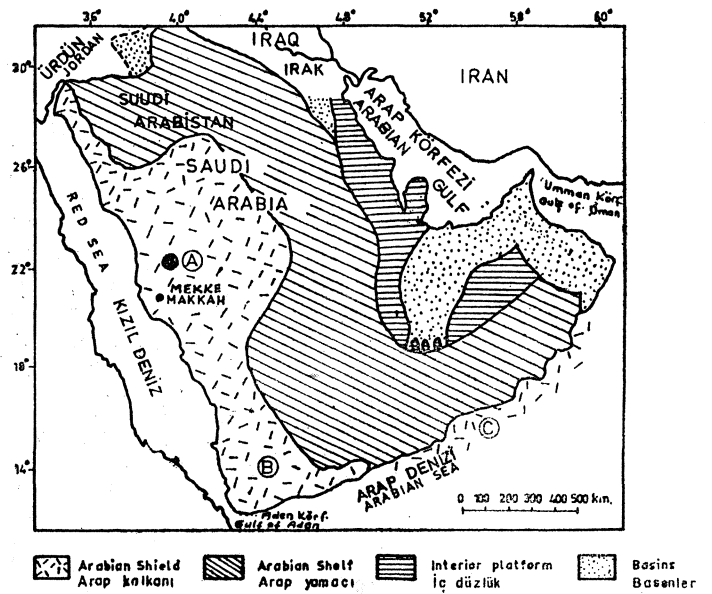 36° 40° 44° 48° 52° 56° 60°
30°
26°
22°
18°
14°
ÜRDÜN
JORDAN
IRAQ
IRAK
IRAN
SUUDİ
ARABİSTAN
SAUDI
ARABIA
ARAP KÖRFEZİ
ARABIAN GULF
Umman Körf.
Gulf of Oman
RED SEA
KIZIL DENİZ
A
MEKKE
MAKKAH
B
C
ARAP DENİZİ
ARABIAN SEA
Aden Körf.
Gulf of Adan
0 100 200 300 400 500 km.
Arabian Shield
Arap kalkanı
Arabian Shelf
Arap yamacı
Interior platform
İç düzlük
Basins
Basenler